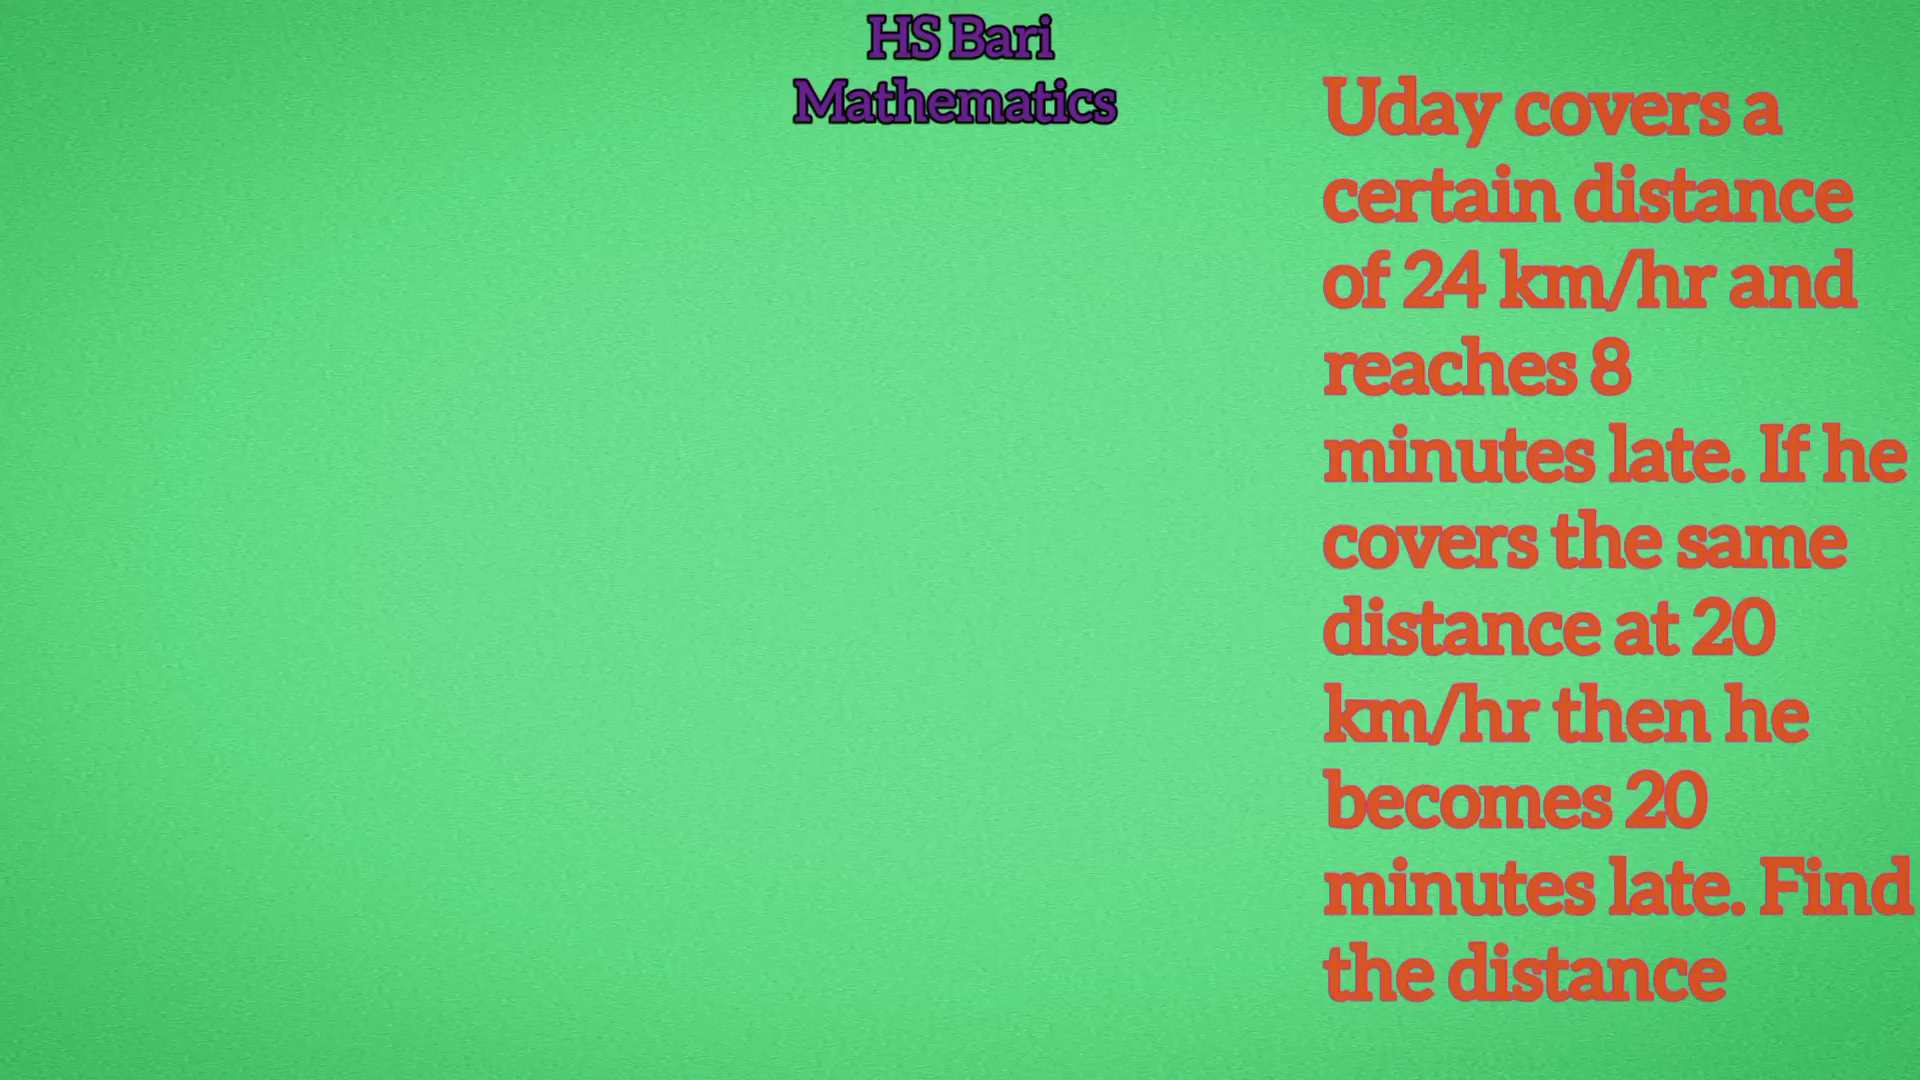 HS Bari
Mathematics
Uday covers a
certain distance
of 24 km/hr and
reaches 8
minutes late. If he
covers the same
distance at 20
km/hr then he
becomes 20
minutes late. Find
the distance